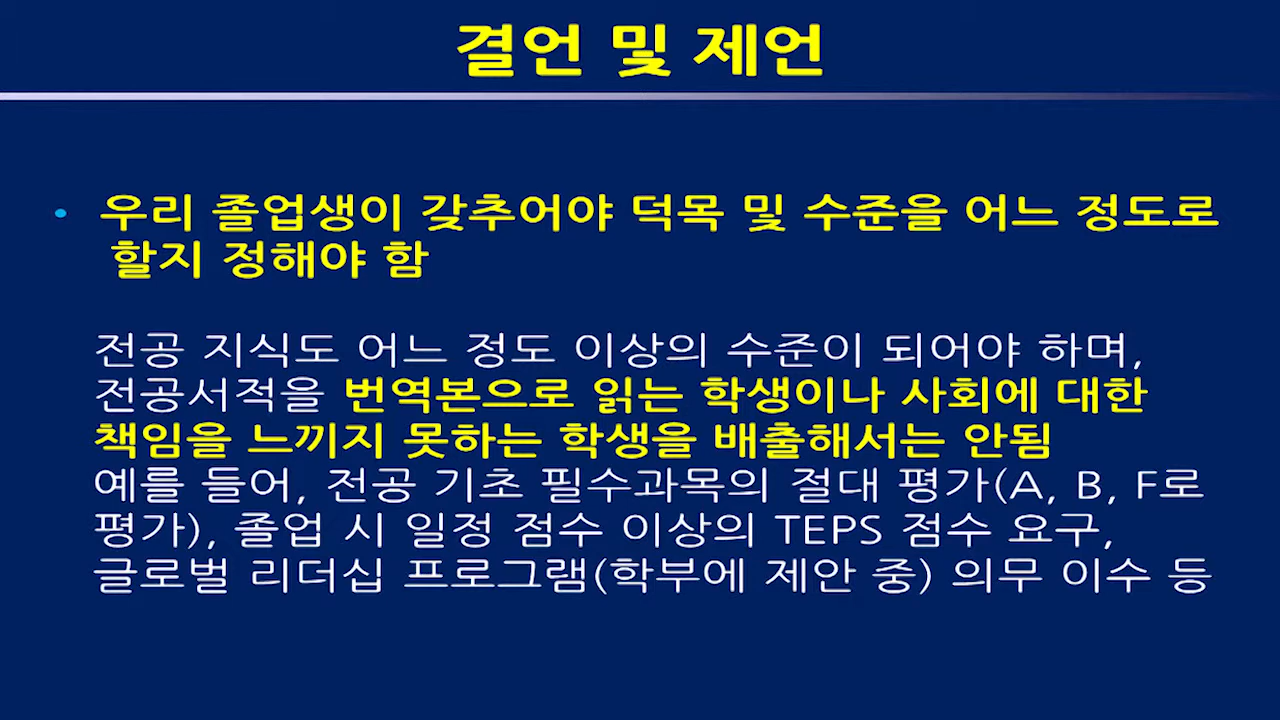 결언 및 제언
• 우리 졸업생이 갖추어야 덕목 및 수준을 어느 정도로
할지 정해야 함
전공 지식도 어느 정도 이상의 수준이 되어야 하며,
전공서적을 번역본으로 읽는 학생이나 사회에 대한
책임을 느끼지 못하는 학생을 배출해서는 안됨
예를 들어, 전공 기초 필수과목의 절대 평가(A, B, F로
평가), 졸업 시 일정 점수 이상의 TEPS 점수 요구,
글로벌 리더십 프로그램(학부에 제안 중) 의무 이수 등